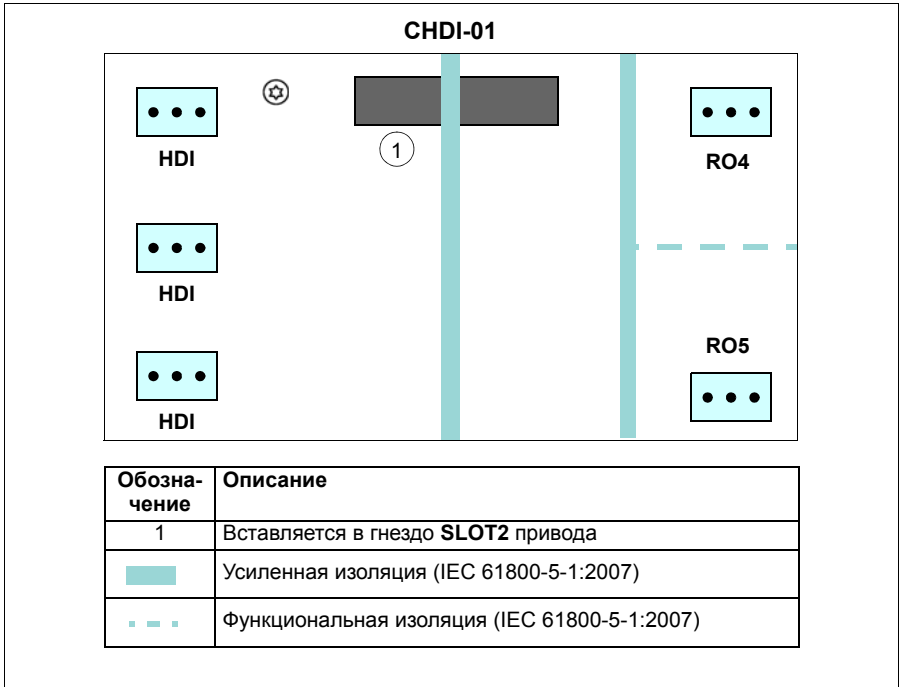 CHDI-01
HDI
1
RO4
HDI
RO5
HDI
Обозна-
чение
Описание
1 Вставляется в гнездо SLOT2 привода
Усиленная изоляция (IEC 61800-5-1:2007)
Функциональная изоляция (IEC 61800-5-1:2007)